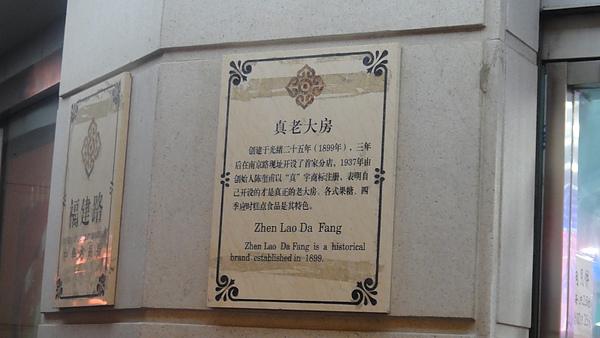 真老大房
创建于光绪二十五年（1899年），三年
后在南京路现址开设了首家分店，1937年由
创始人陈奎甫以“真”字商标注册，表明自
己开设的才是真正的老大房。各式果糖、四
季应时糕点食品是其特色。
Zhen Lao Da Fang
Zhen Lao Da Fang is a historical
brand established in 1899.
福建路